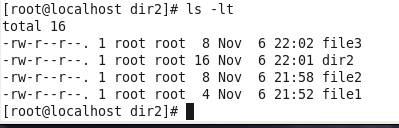 [root@localhost dir2]# ls -lt
total 16
-rw-r--r--. 1 root root  8 Nov  6 22:02 file3
-rw-r--r--. 1 root root 16 Nov  6 22:01 dir2
-rw-r--r--. 1 root root  8 Nov  6 21:58 file2
-rw-r--r--. 1 root root  4 Nov  6 21:52 file1
[root@localhost dir2]#